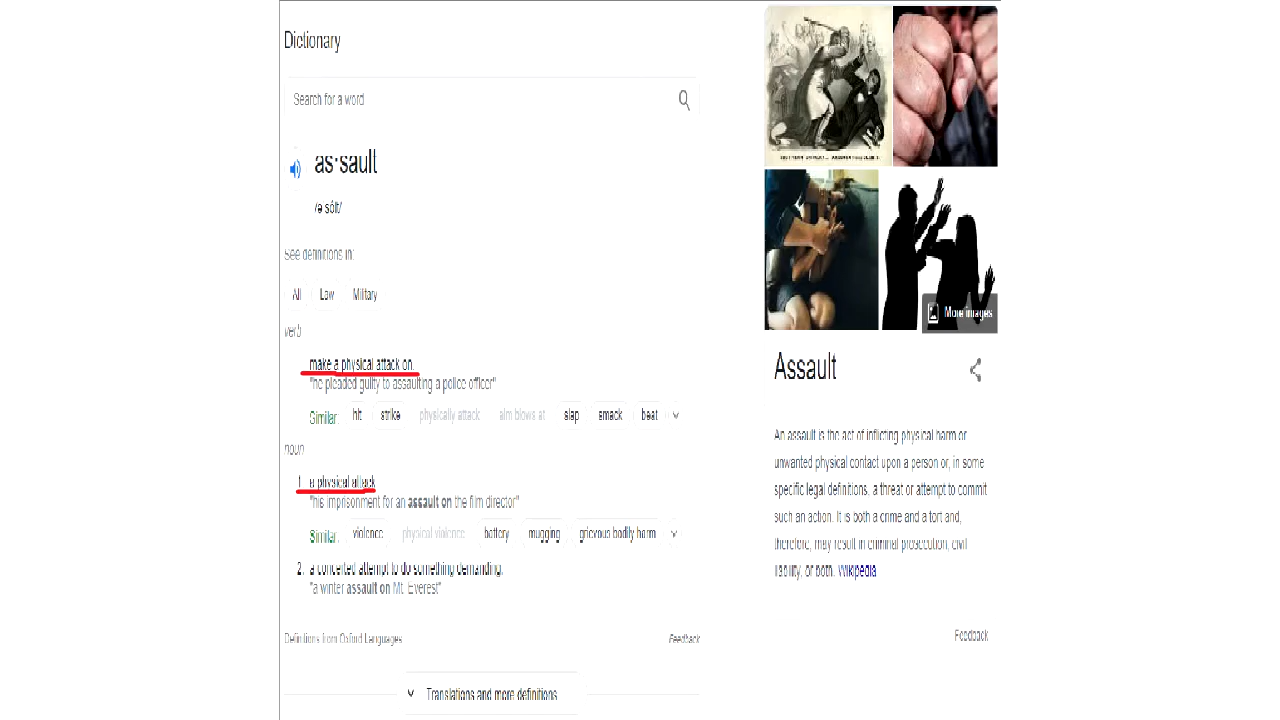 Dictionary
Search for a word
as·sault
/ə sôlt/
See definitions in:
All Law Military
verb
make a physical attack on.
"he pleaded guilty to assaulting a police officer"
Similar: hit strike physically attack aim blows at slap smack beat
noun
1. a physical attack
"his imprisonment for an assault on the film director"
Similar: violence physical violence battery mugging grievous bodily harm
2. a concerted attempt to do something demanding.
"a winter assault on Mt. Everest"
Definitions from Oxford Languages
Feedback
Translations and more definitions
More images
Assault
An assault is the act of inflicting physical harm or
unwanted physical contact upon a person or, in some
specific legal definitions, a threat or attempt to commit
such an action. It is both a crime and a tort and,
therefore, may result in criminal prosecution, civil
liability, or both. Wikipedia
Feedback